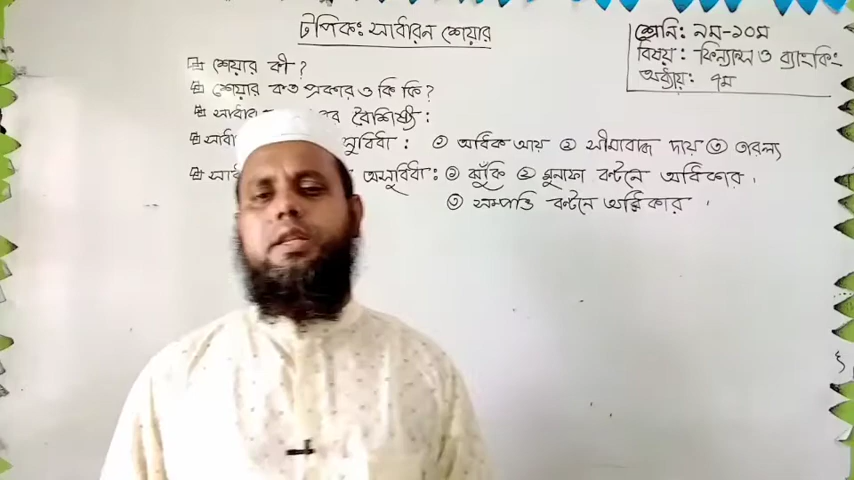 টপিকঃ সাধারন শেয়ার
শ্রেনি: ৯ম-১০ম
বিষয়: ফিন্যান্স ও ব্যাংকিং
অধ্যায়: ৭ম
শেয়ার কী ?
শেয়ার কত প্রকার ও কি কি ?
বৈশিষ্ট্য :
সুবিধা : ① অধিক আয় ② সীমাবদ্ধ দায় ③ তারল্য
অসুবিধা : ① ঝুঁকি ② মুনাফা বণ্টনে অধিকার ।
③ সম্পত্তি বণ্টনে অধিকার ।